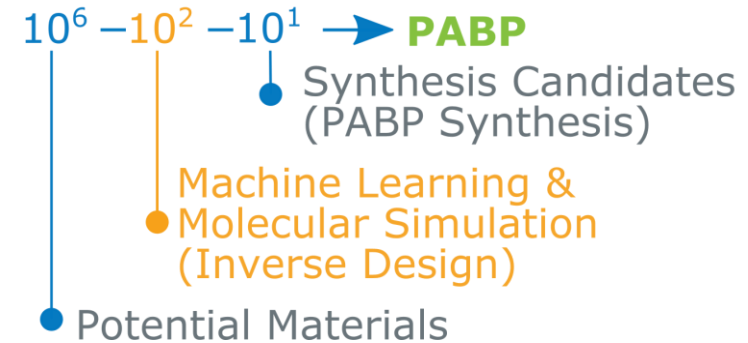 10⁶ –10² –10¹ → PABP
Synthesis Candidates
(PABP Synthesis)
Machine Learning &
Molecular Simulation
(Inverse Design)
Potential Materials